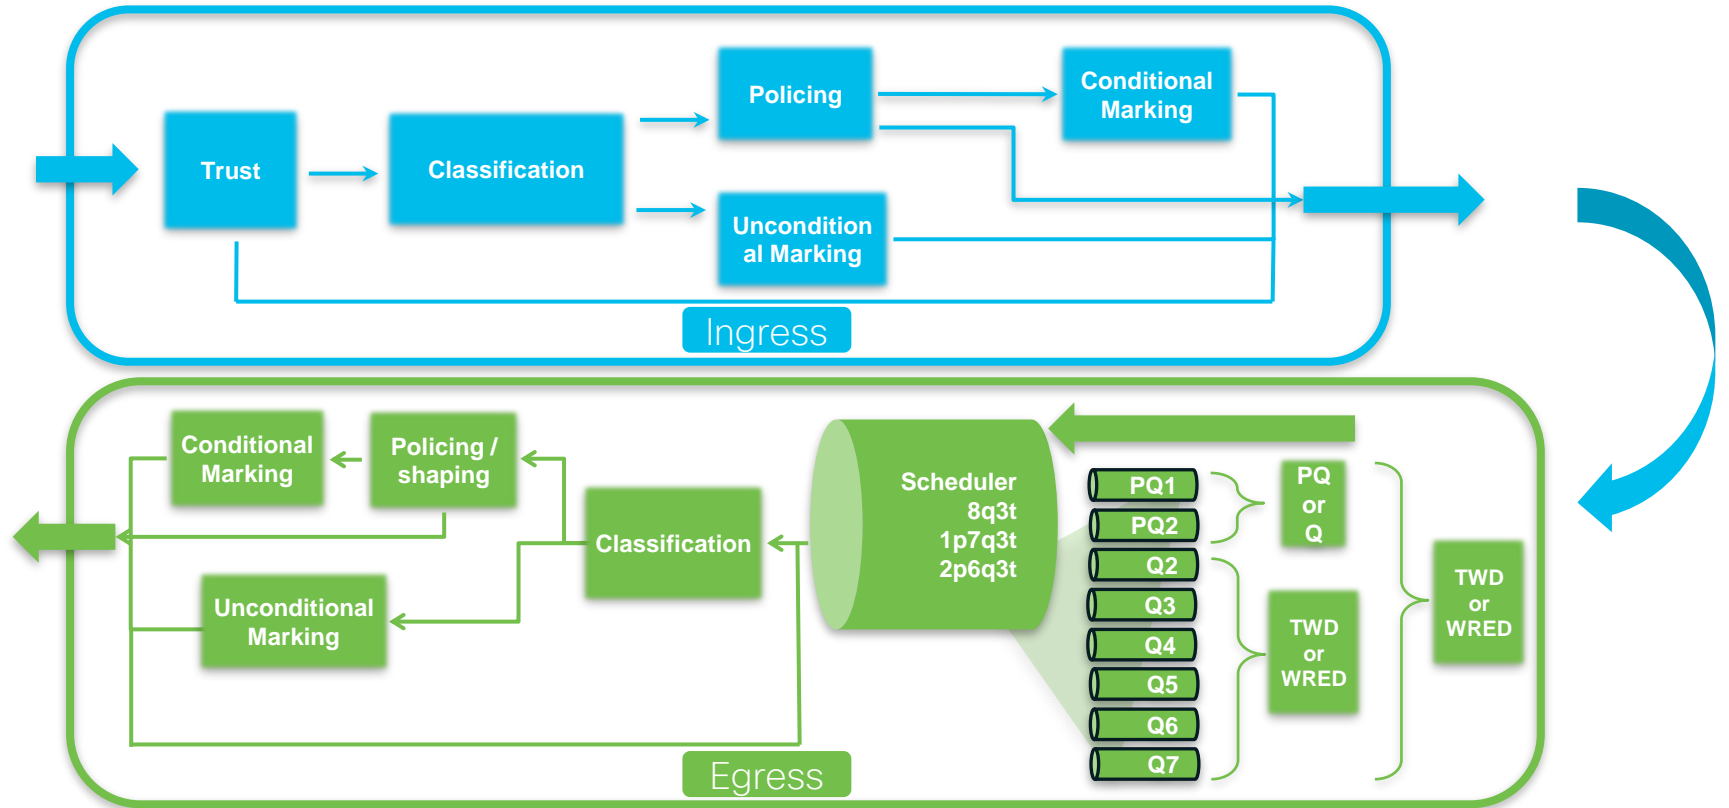 Trust
Classification
Policing
Conditional
Marking
Uncondition
al Marking
Ingress
Conditional
Marking
Policing /
shaping
Unconditional
Marking
Classification
Scheduler
8q3t
1p7q3t
2p6q3t
PQ1
PQ2
Q2
Q3
Q4
Q5
Q6
Q7
PQ
or
Q
TWD
or
WRED
TWD
or
WRED
Egress